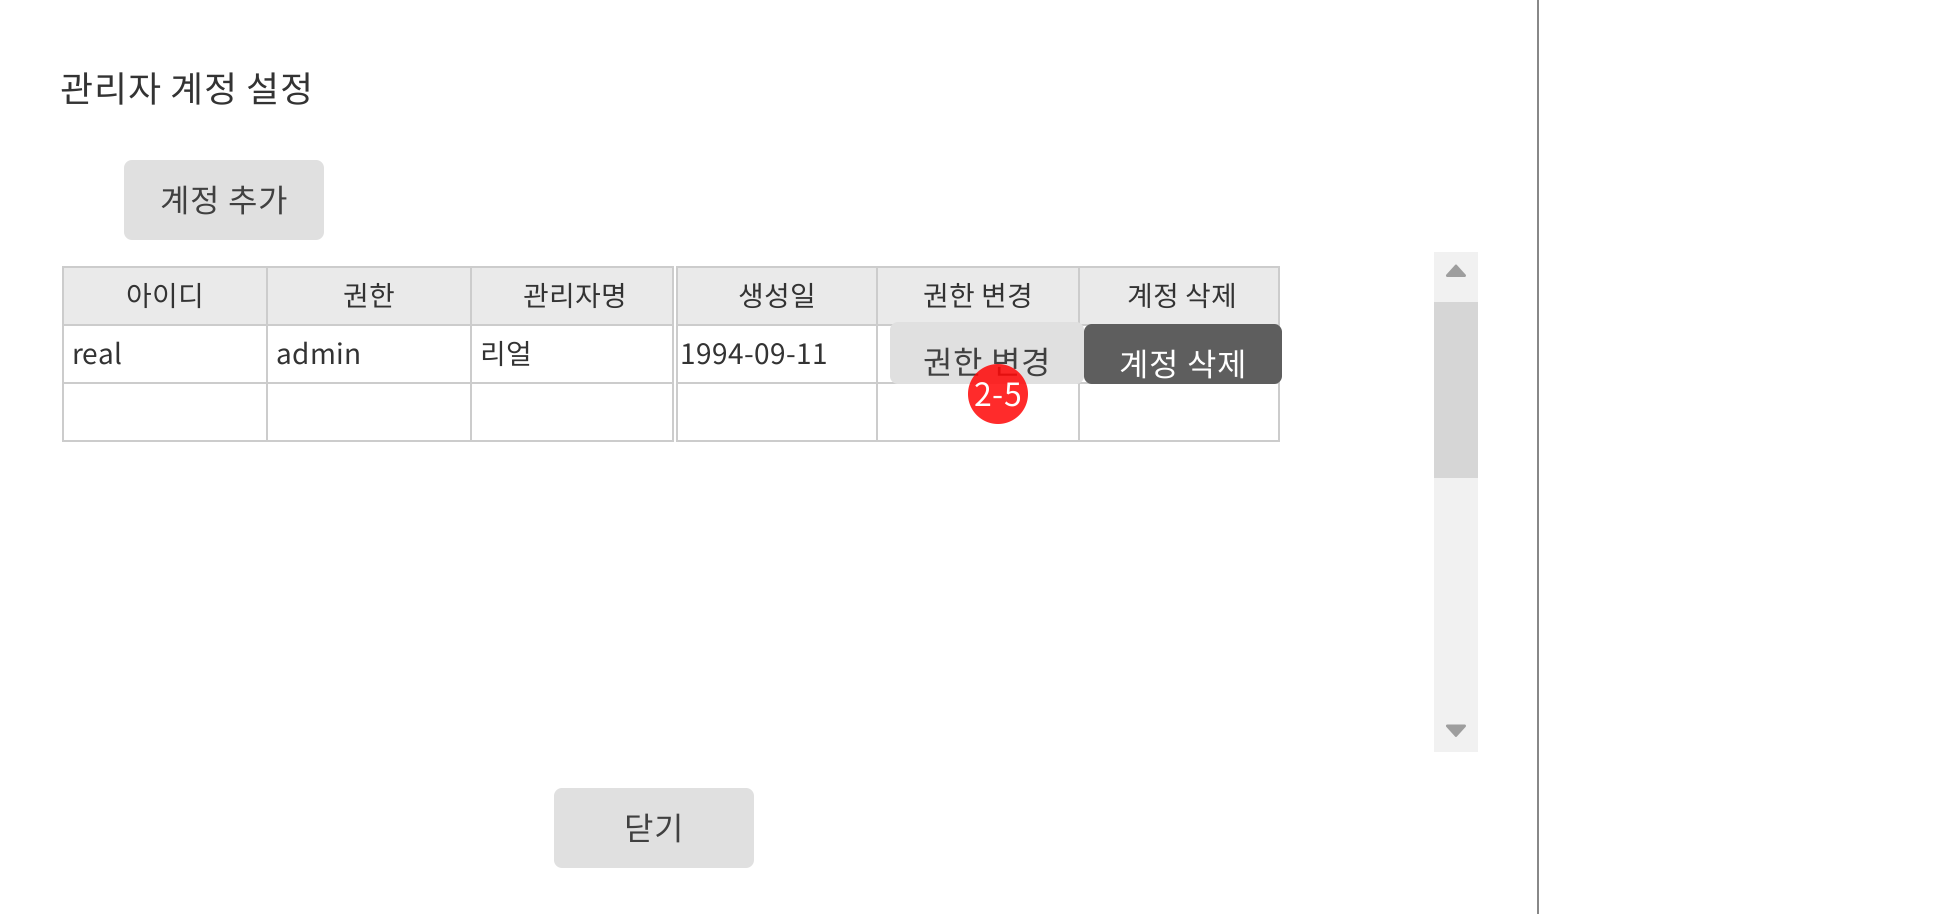 관리자 계정 설정
계정 추가
아이디 권한 관리자명 생성일 권한 변경 계정 삭제
real admin 리얼 1994-09-11 권한 변경 계정 삭제
2-5
닫기